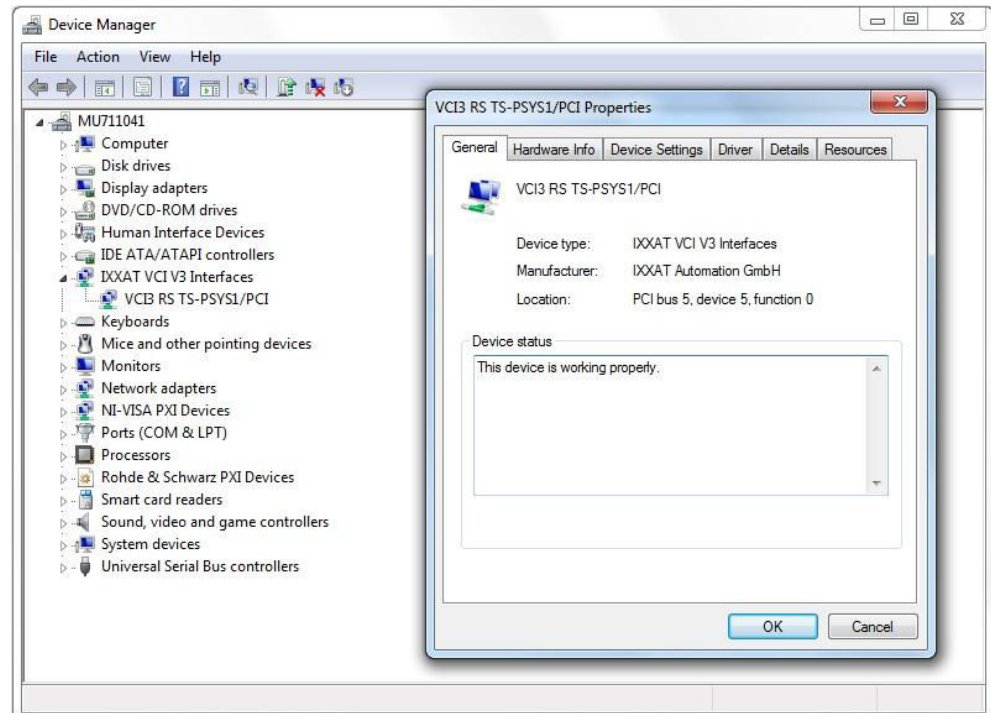 Device Manager
File Action View Help
MU711041
Computer
Disk drives
Display adapters
DVD/CD-ROM drives
Human Interface Devices
IDE ATA/ATAPI controllers
IXXAT VCI V3 Interfaces
VCI3 RS TS-PSYS1/PCI
Keyboards
Mice and other pointing devices
Monitors
Network adapters
NI-VISA PXI Devices
Ports (COM & LPT)
Processors
Rohde & Schwarz PXI Devices
Smart card readers
Sound, video and game controllers
System devices
Universal Serial Bus controllers
VCI3 RS TS-PSYS1/PCI Properties
General Hardware Info Device Settings Driver Details Resources
VCI3 RS TS-PSYS1/PCI
Device type: IXXAT VCI V3 Interfaces
Manufacturer: IXXAT Automation GmbH
Location: PCI bus 5, device 5, function 0
Device status
This device is working properly.
OK Cancel